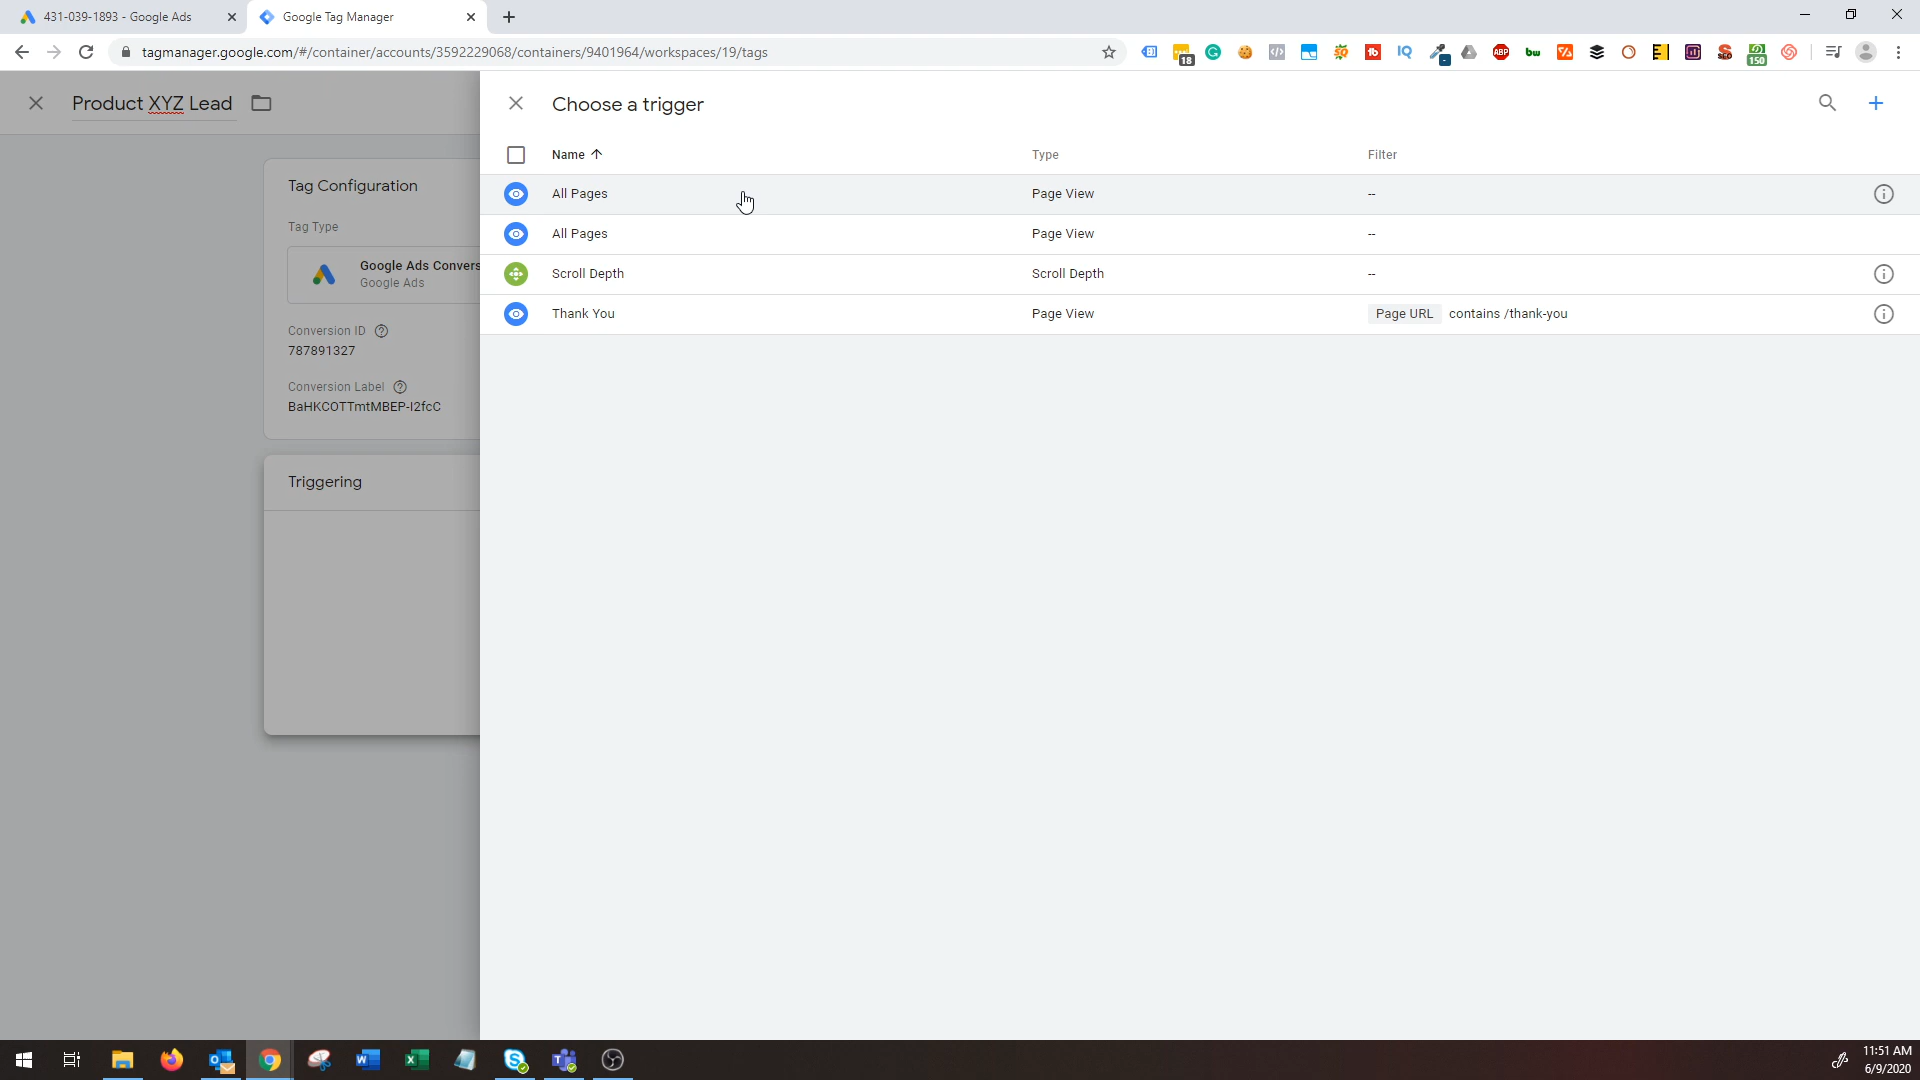 431-039-1893 - Google Ads
Google Tag Manager
tagmanager.google.com/#/container/accounts/3592229068/containers/9401964/workspaces/19/tags
18
150
Product XYZ Lead
Choose a trigger
Name Type Filter
All Pages Page View --
All Pages Page View --
Scroll Depth Scroll Depth --
Thank You Page View Page URL contains /thank-you
Tag Configuration
Tag Type
Google Ads Convers
Google Ads
Conversion ID
787891327
Conversion Label
BaHKCOTTmtMBEP-I2fcC
Triggering
11:51 AM
6/9/2020